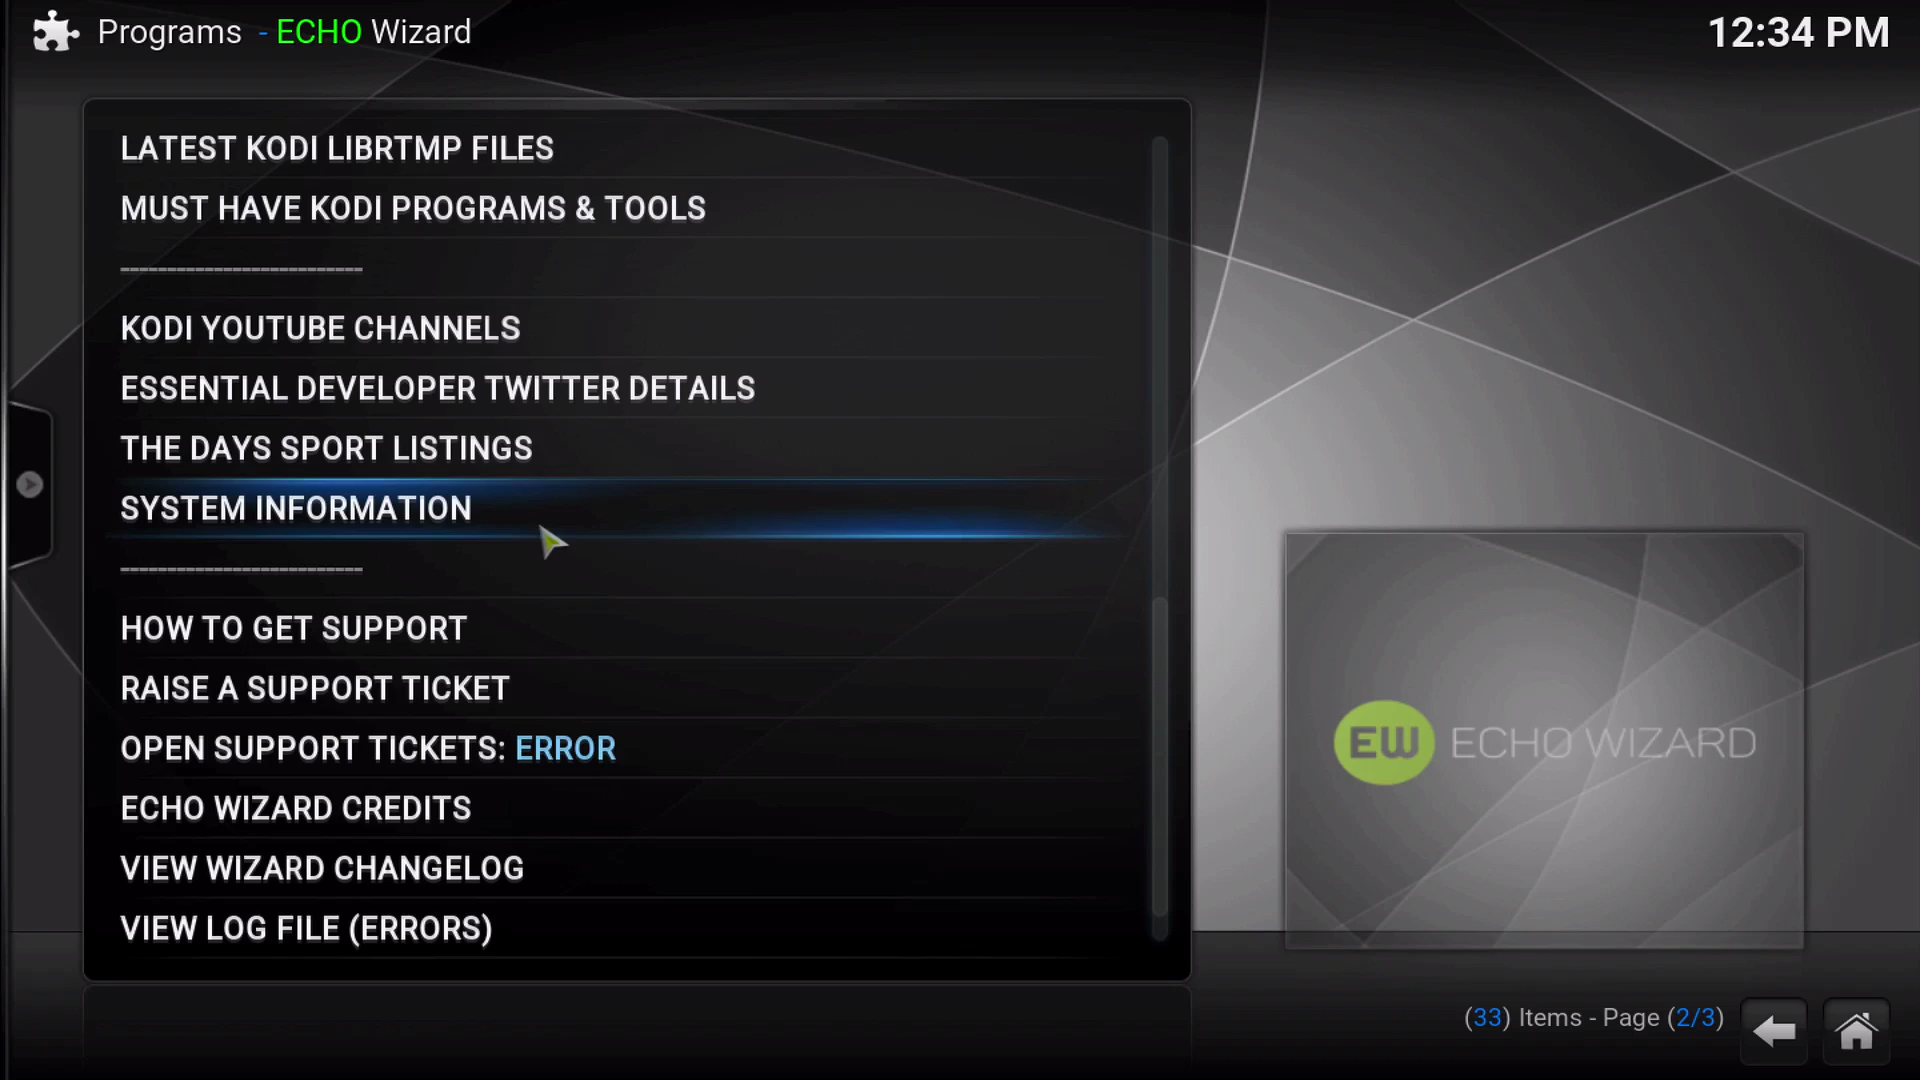 Programs - ECHO Wizard
12:34 PM
LATEST KODI LIBRTMP FILES
MUST HAVE KODI PROGRAMS & TOOLS
--------------------------
KODI YOUTUBE CHANNELS
ESSENTIAL DEVELOPER TWITTER DETAILS
THE DAYS SPORT LISTINGS
SYSTEM INFORMATION
--------------------------
HOW TO GET SUPPORT
RAISE A SUPPORT TICKET
OPEN SUPPORT TICKETS: ERROR
ECHO WIZARD CREDITS
VIEW WIZARD CHANGELOG
VIEW LOG FILE (ERRORS)
EW ECHO WIZARD
(33) Items - Page (2/3)